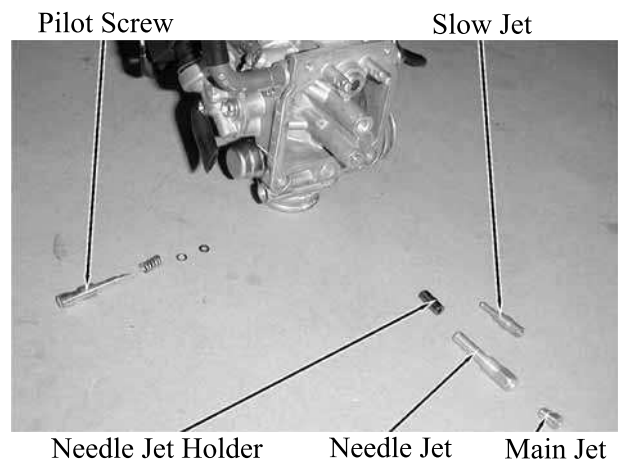 Pilot Screw
Slow Jet
Needle Jet Holder
Needle Jet
Main Jet